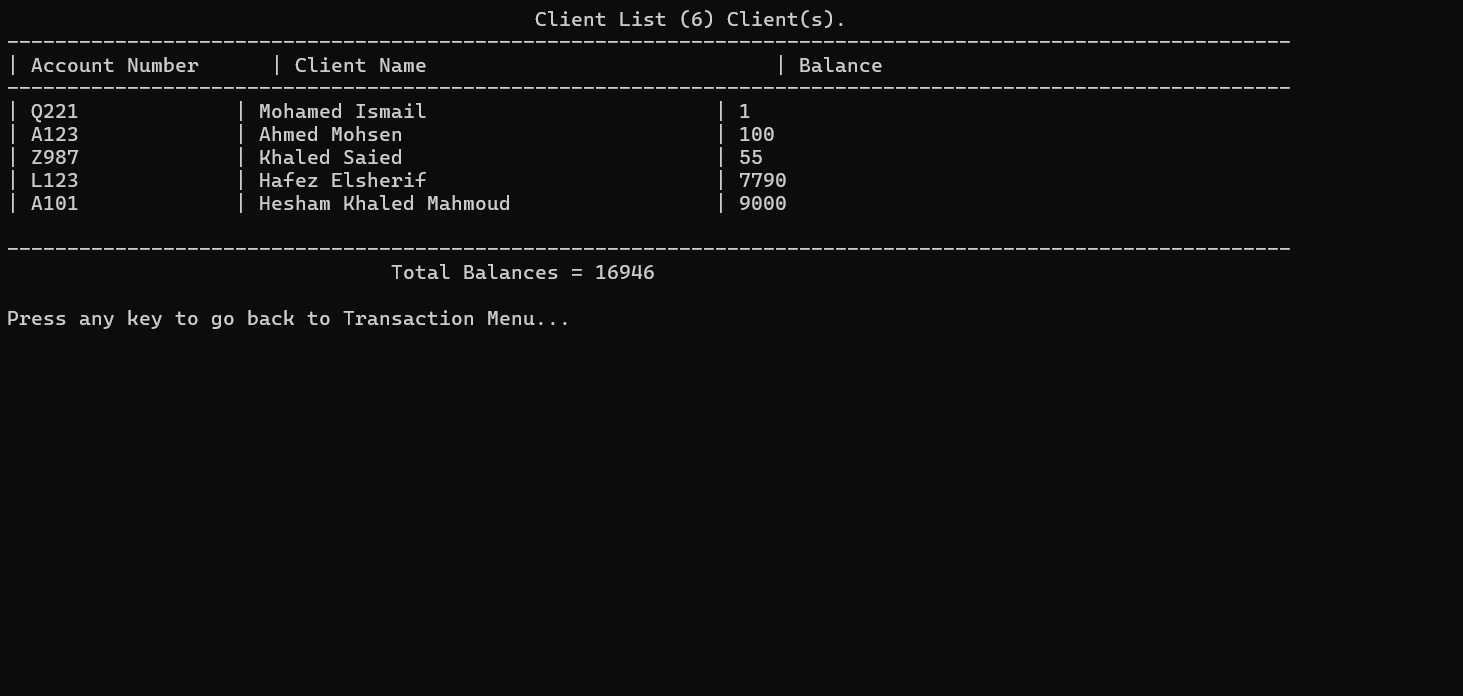 Client List (6) Client(s).
| Account Number | Client Name | Balance
| Q221 | Mohamed Ismail | 1
| A123 | Ahmed Mohsen | 100
| Z987 | Khaled Saied | 55
| L123 | Hafez Elsherif | 7790
| A101 | Hesham Khaled Mahmoud | 9000
Total Balances = 16946
Press any key to go back to Transaction Menu...